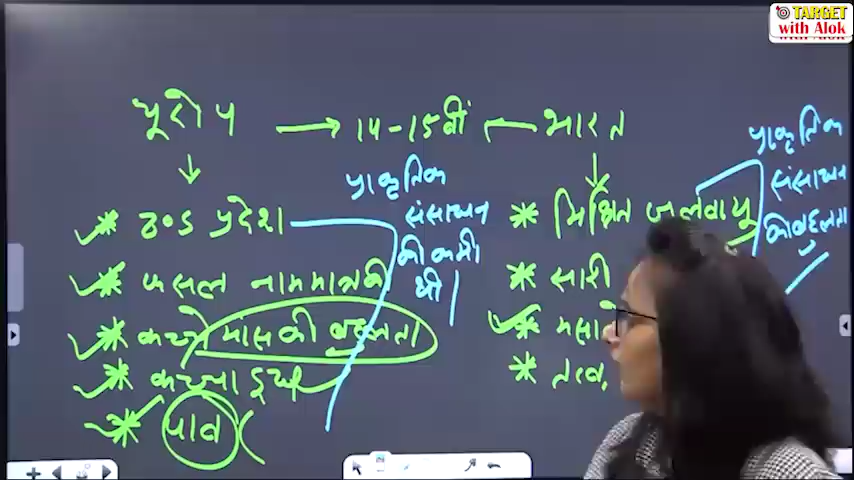 TARGET
with Alok
यूरोप → 14-15वीं ← भारत
* ठण्ड प्रदेश
* फसल नाममात्र की
* कच्चे मास की बहुलता
* कच्चा दूध
* पाव (
प्राकृतिक
संसाधन
की कमी
थी।
* मिश्रित जलवायु
* सारी
* मसा
प्राकृतिक
संसाधन
की बहुलता